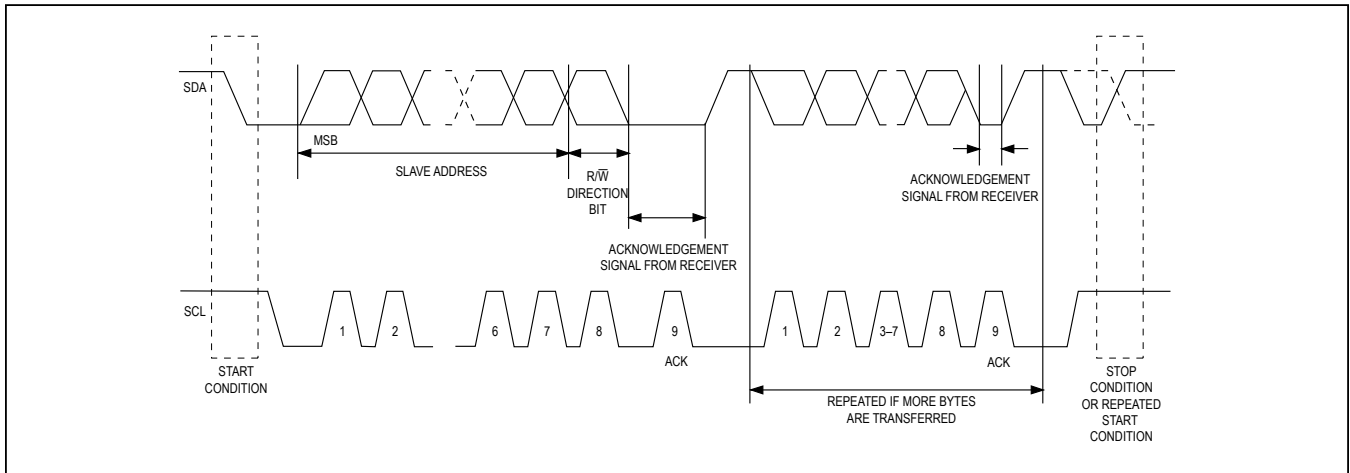 SDA
MSB
SLAVE ADDRESS
R/W̅
DIRECTION
BIT
ACKNOWLEDGEMENT
SIGNAL FROM RECEIVER
ACKNOWLEDGEMENT
SIGNAL FROM RECEIVER
SCL
1 2 6 7 8 9 1 2 3–7 8 9
ACK ACK
START
CONDITION
REPEATED IF MORE BYTES
ARE TRANSFERRED
STOP
CONDITION
OR REPEATED
START
CONDITION